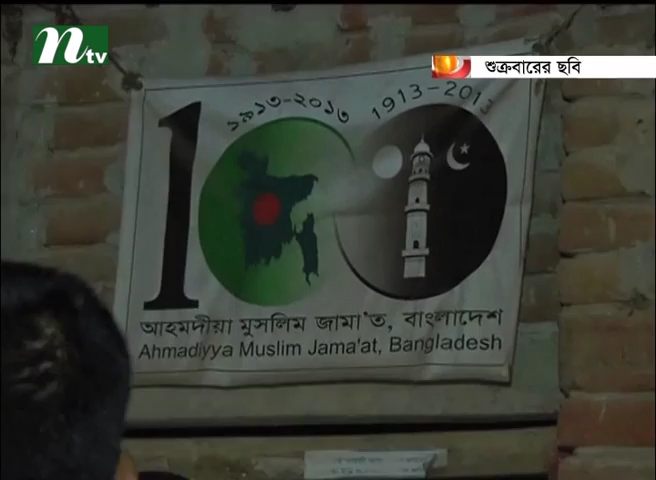 ntv
শুক্রবারের ছবি
১৯১৩-২০১৩ 1913-2013
100
আহমদীয়া মুসলিম জামা'ত, বাংলাদেশ
Ahmadiyya Muslim Jama'at, Bangladesh